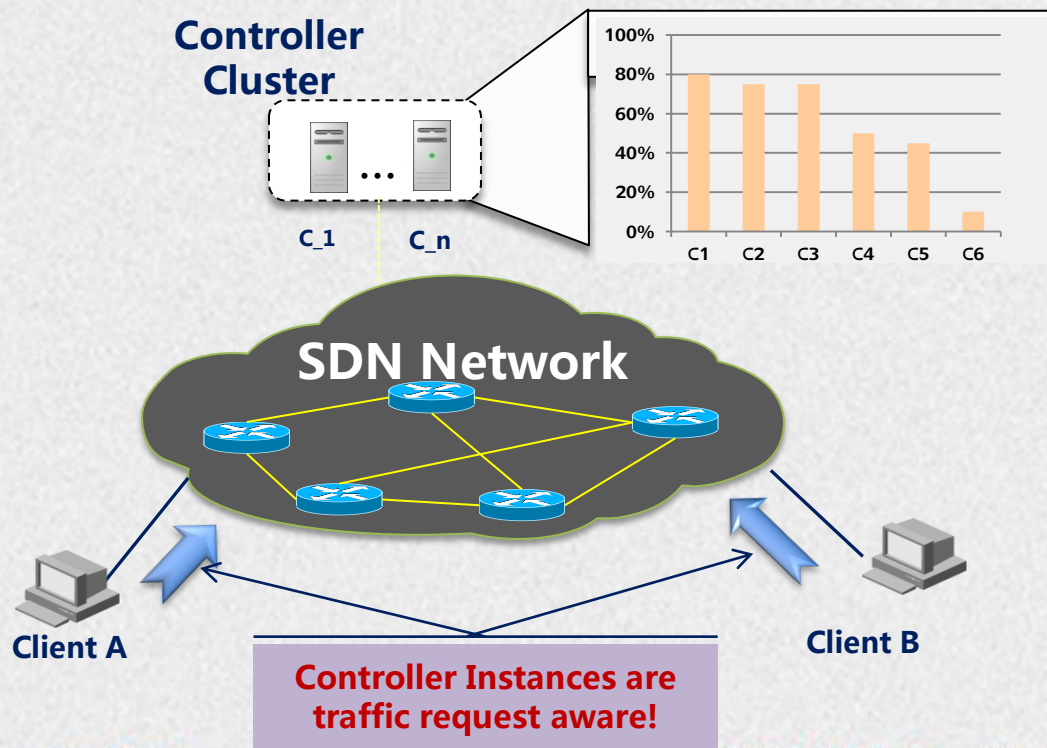 Controller
Cluster
...
C_1
C_n
100%
80%
60%
40%
20%
0%
C1 C2 C3 C4 C5 C6
SDN Network
Client A
Client B
Controller Instances are
traffic request aware!